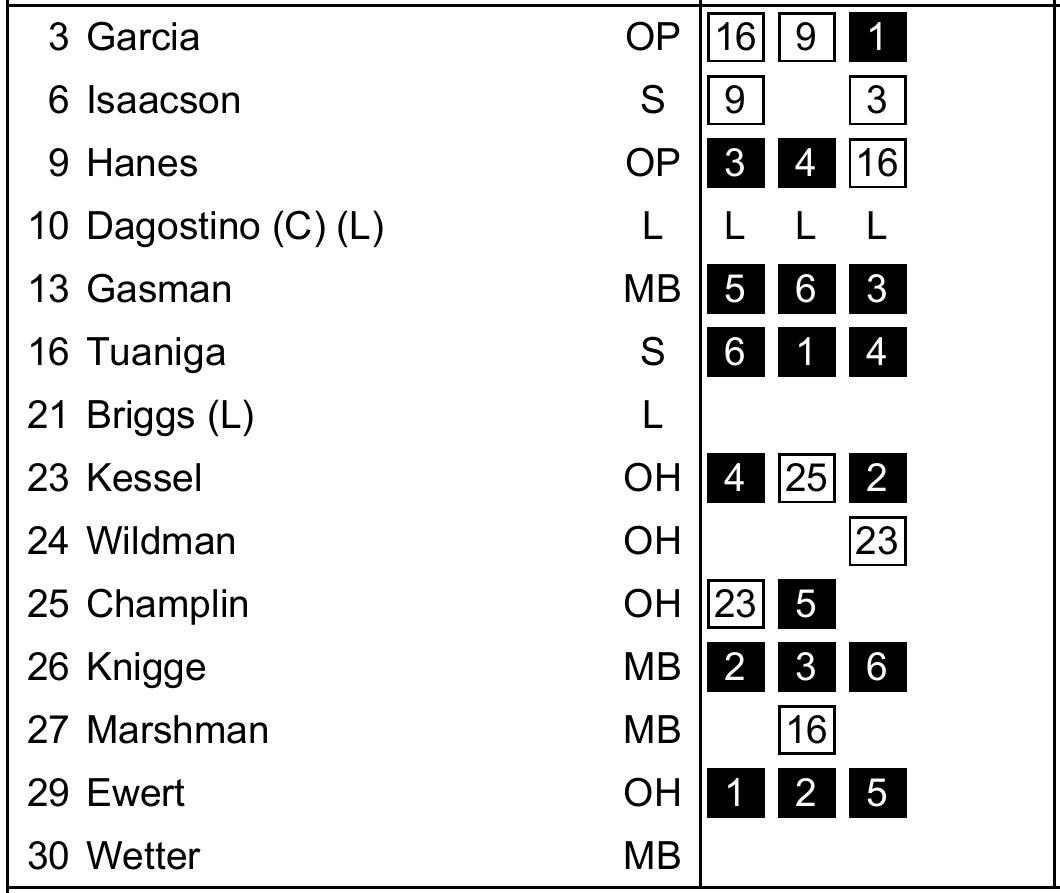 3 Garcia OP 16 9 1
6 Isaacson S 9 3
9 Hanes OP 3 4 16
10 Dagostino (C) (L) L L L L
13 Gasman MB 5 6 3
16 Tuaniga S 6 1 4
21 Briggs (L) L
23 Kessel OH 4 25 2
24 Wildman OH 23
25 Champlin OH 23 5
26 Knigge MB 2 3 6
27 Marshman MB 16
29 Ewert OH 1 2 5
30 Wetter MB